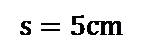 s = 5cm